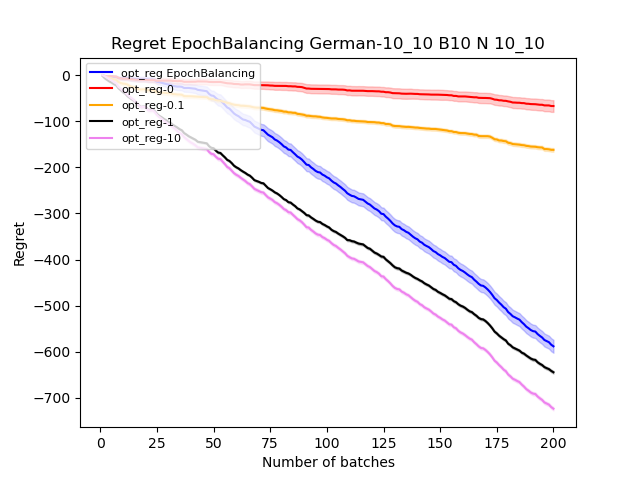 Regret EpochBalancing German-10_10 B10 N 10_10
opt_reg EpochBalancing
opt_reg-0
opt_reg-0.1
opt_reg-1
opt_reg-10
0
−100
−200
−300
−400
−500
−600
−700
Regret
0 25 50 75 100 125 150 175 200
Number of batches